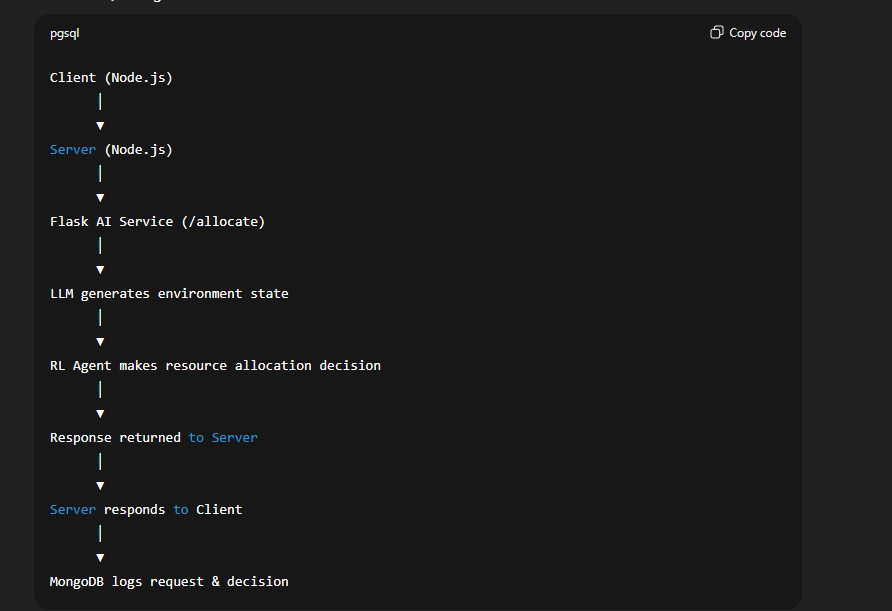 pgsql
Copy code
Client (Node.js)
│
▼
Server (Node.js)
│
▼
Flask AI Service (/allocate)
│
▼
LLM generates environment state
│
▼
RL Agent makes resource allocation decision
│
▼
Response returned to Server
│
▼
Server responds to Client
│
▼
MongoDB logs request & decision